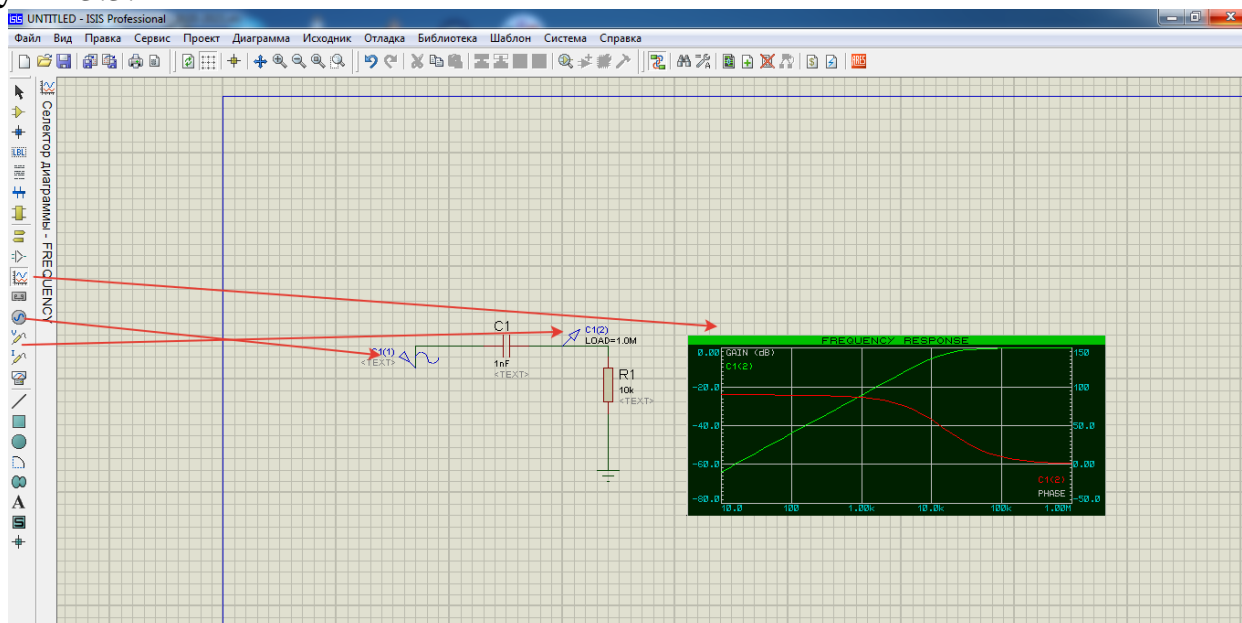 UNTITLED - ISIS Professional
Файл Вид Правка Сервис Проект Диаграмма Исходник Отладка Библиотека Шаблон Система Справка
Селектор диаграммы - FREQUENCY
LBL
A
S
V
I
ARES
C1
1nF
<TEXT>
C1(1)
<TEXT>
C1(2)
LOAD=1.0M
R1
10k
<TEXT>
FREQUENCY RESPONSE
GAIN (dB)
C1(2)
0.00
-20.0
-40.0
-60.0
-80.0
150
100
50.0
0.00
-50.0
C1(2)
PHASE
10.0 100 1.00k 10.0k 100k 1.00M